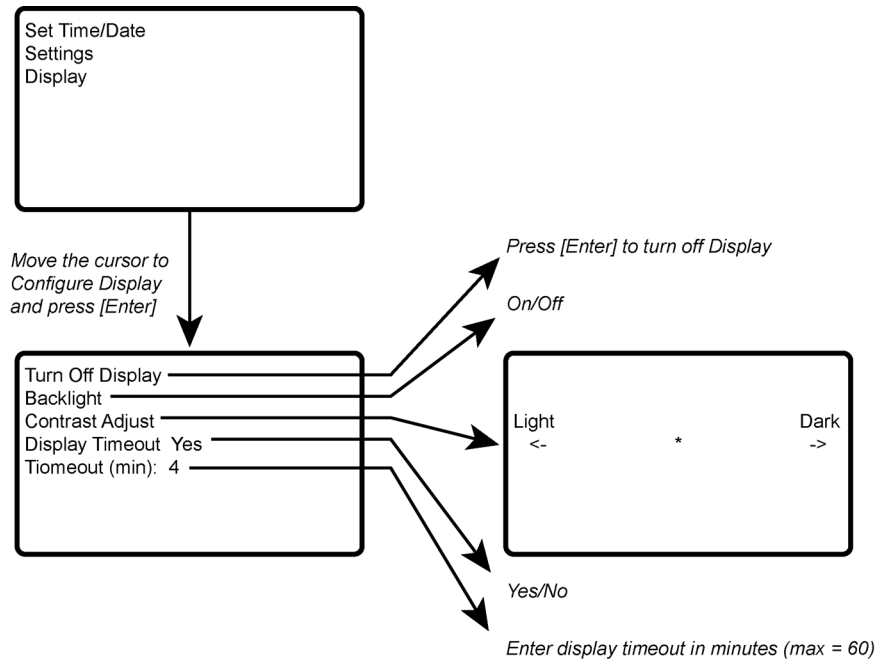 Set Time/Date
Settings
Display
Move the cursor to
Configure Display
and press [Enter]
Press [Enter] to turn off Display
On/Off
Turn Off Display
Backlight
Contrast Adjust
Display Timeout  Yes
Tiomeout (min):  4
Light Dark
<- * ->
Yes/No
Enter display timeout in minutes (max = 60)